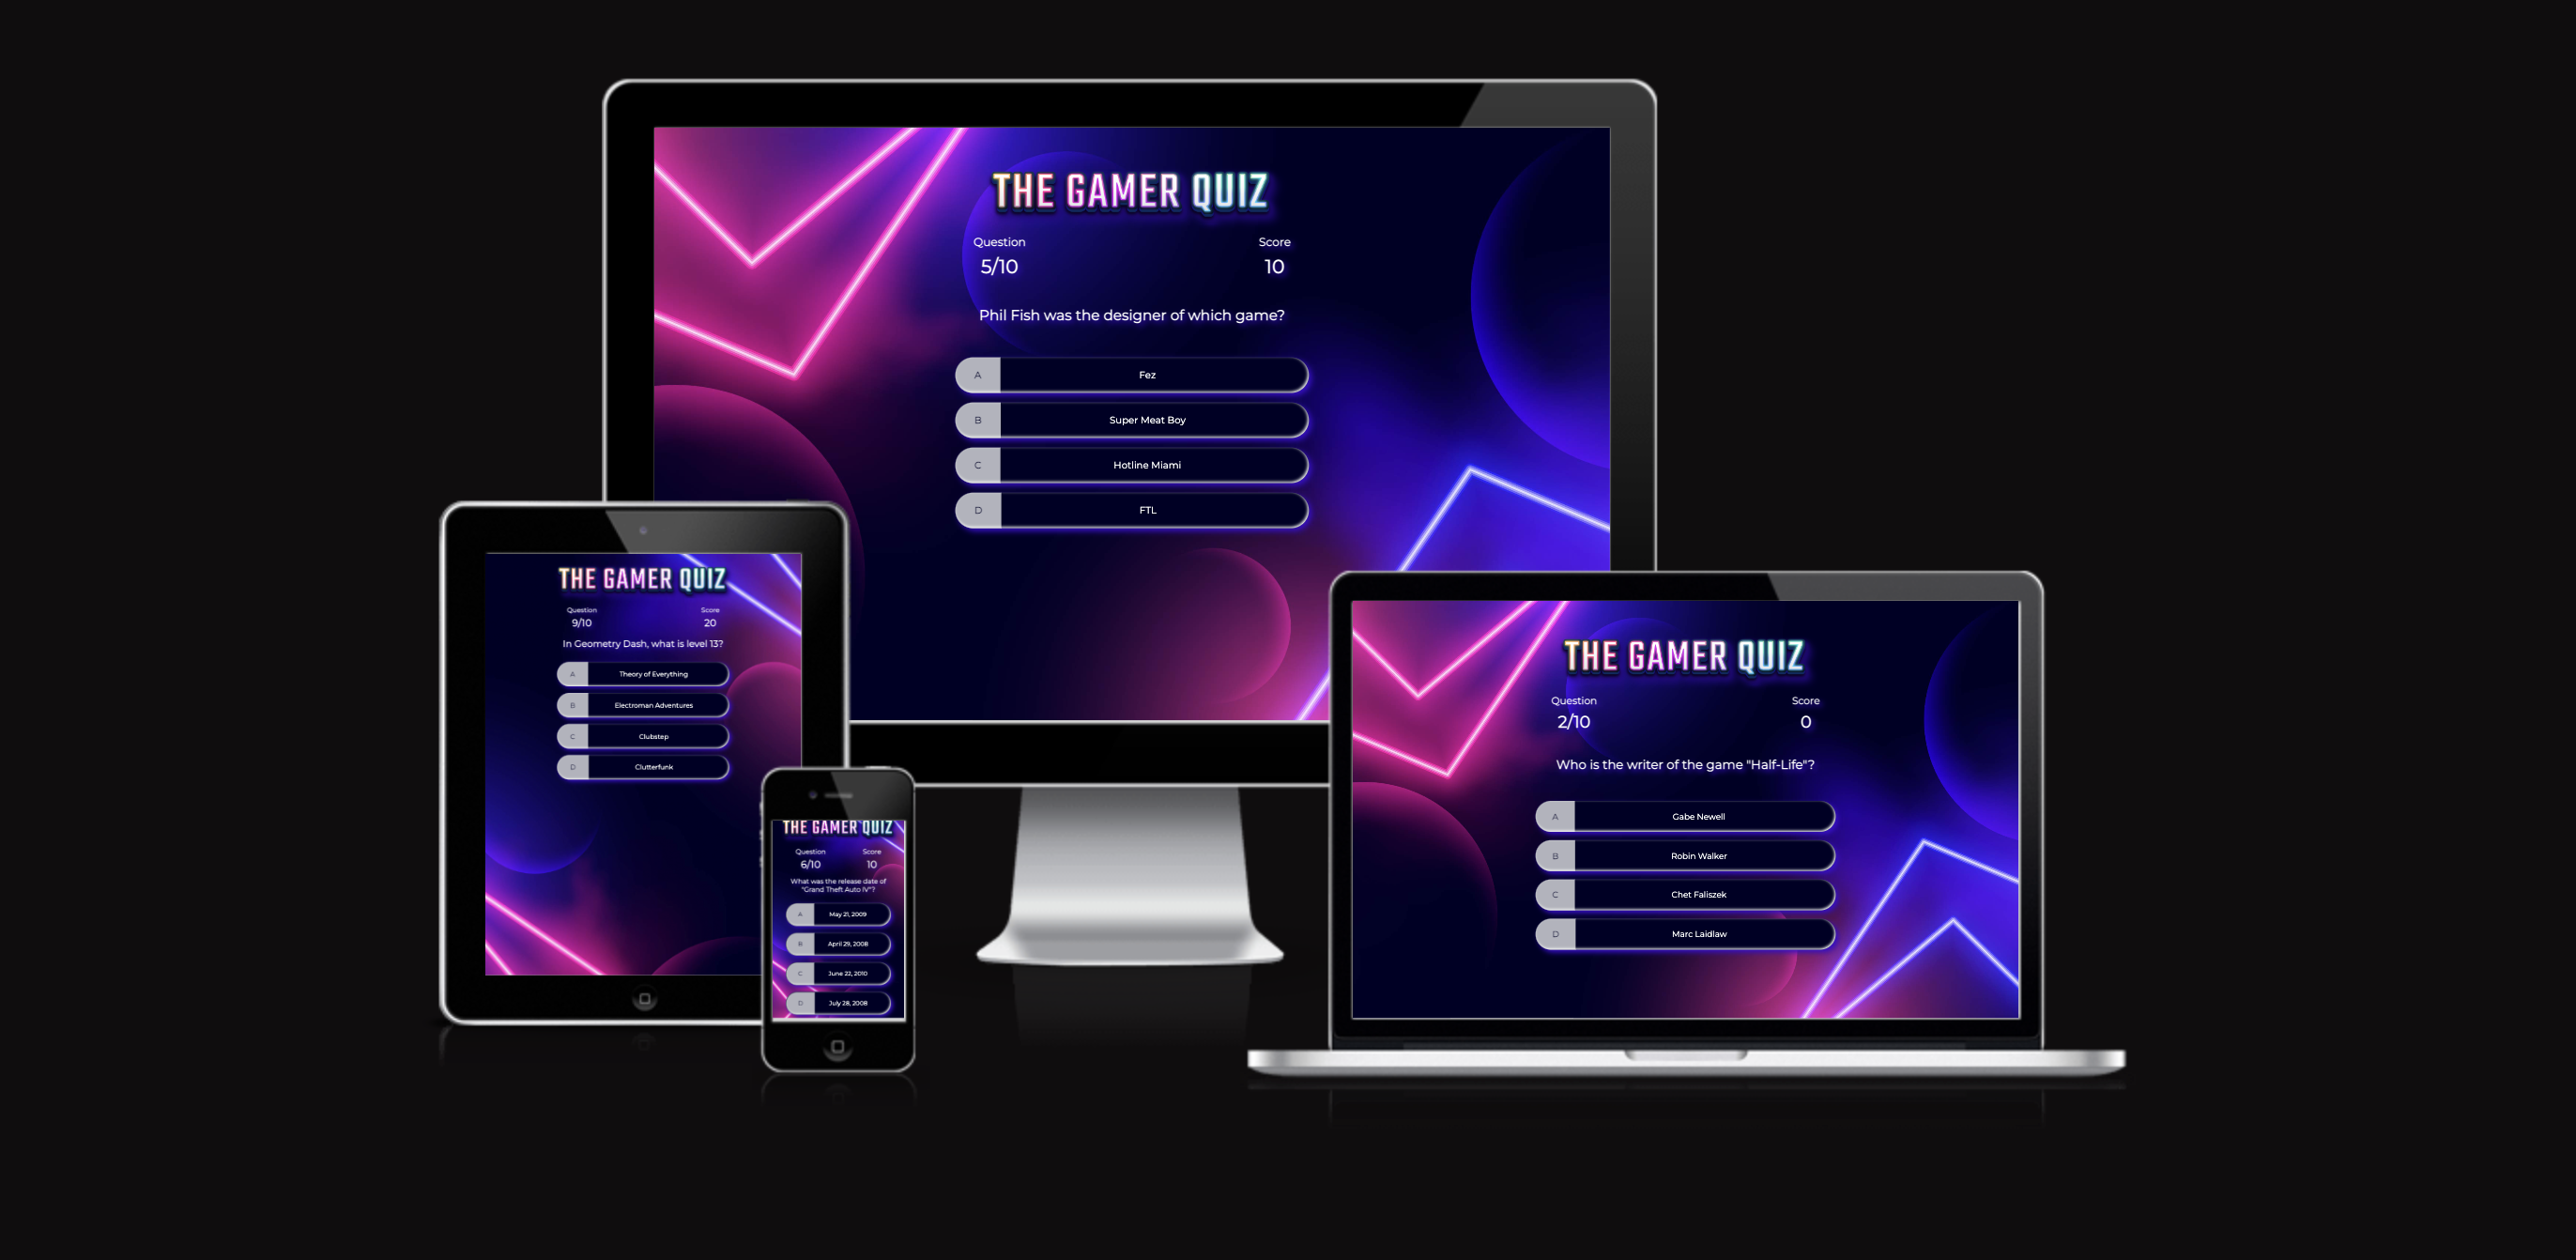 THE GAMER QUIZ
Question Score
5/10 10
Phil Fish was the designer of which game?
A Fez
B Super Meat Boy
C Hotline Miami
D FTL
THE GAMER QUIZ
Question Score
9/10 20
In Geometry Dash, what is level 13?
A Theory of Everything
B Electroman Adventures
C Clubstep
D Clutterfunk
THE GAMER QUIZ
Question Score
6/10 10
What was the release date of
"Grand Theft Auto IV"?
A May 21, 2009
B April 29, 2008
C June 22, 2010
D July 28, 2008
THE GAMER QUIZ
Question Score
2/10 0
Who is the writer of the game "Half-Life"?
A Gabe Newell
B Robin Walker
C Chet Faliszek
D Marc Laidlaw